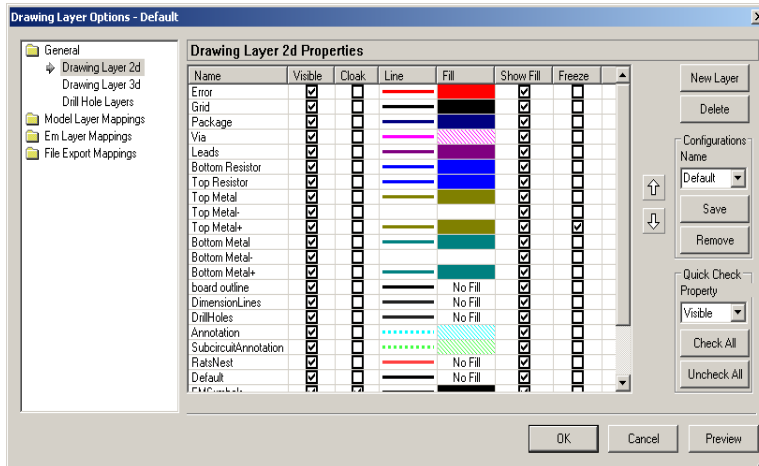 Drawing Layer Options - Default
General
Drawing Layer 2d
Drawing Layer 3d
Drill Hole Layers
Model Layer Mappings
Em Layer Mappings
File Export Mappings
Drawing Layer 2d Properties
Name Visible Cloak Line Fill Show Fill Freeze
Error
Grid
Package
Via
Leads
Bottom Resistor
Top Resistor
Top Metal
Top Metal-
Top Metal+
Bottom Metal
Bottom Metal-
Bottom Metal+
board outline No Fill
DimensionLines No Fill
DrillHoles No Fill
Annotation
SubcircuitAnnotation
RatsNest No Fill
Default No Fill
New Layer
Delete
Configurations
Name
Default
Save
Remove
Quick Check
Property
Visible
Check All
Uncheck All
OK Cancel Preview